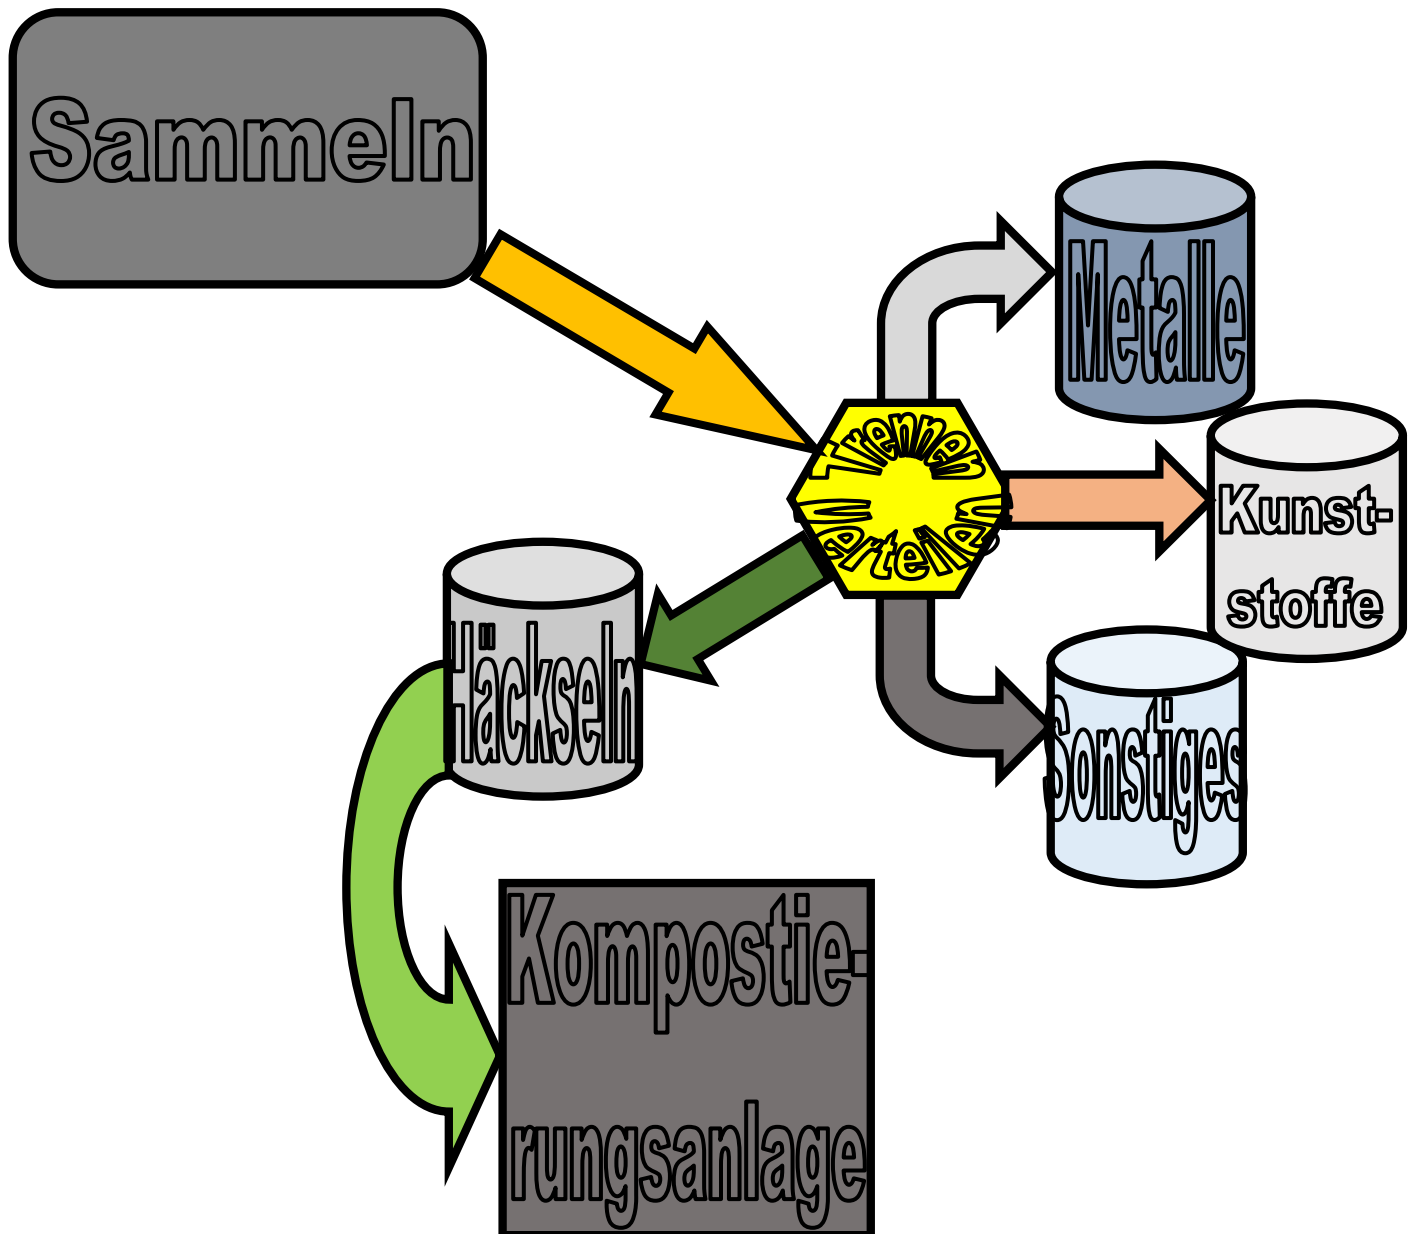 Sammeln
Metalle
Trennen
Verteilen
Kunst-
stoffe
Häckseln
Sonstiges
Kompostie-
rungsanlage